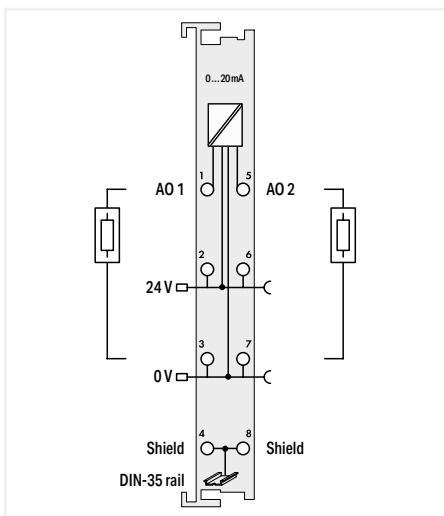 0...20mA
1 5
AO 1 AO 2
2 6
24 V
3 7
0 V
4 8
Shield Shield
DIN-35 rail